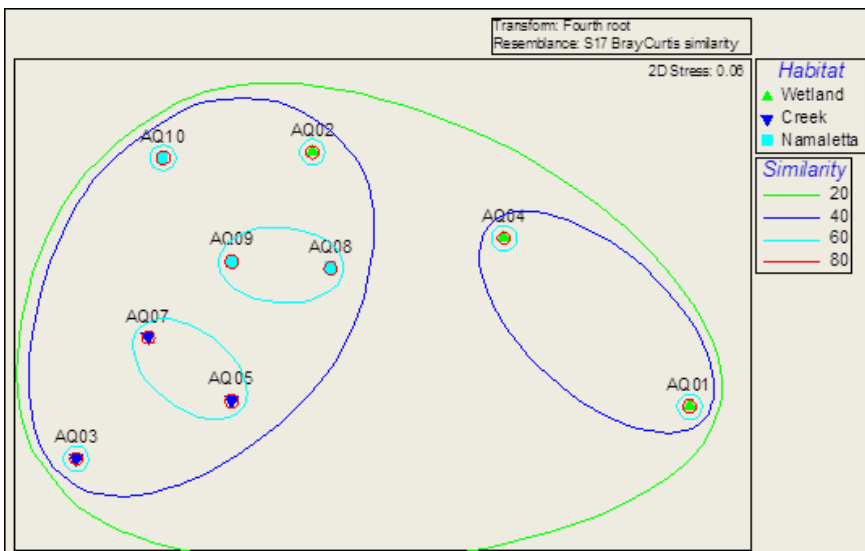 Transform: Fourth root
Resemblance: S17 BrayCurtis similarity
2D Stress: 0.06
Habitat
Wetland
Creek
Namaletta
Similarity
20
40
60
80
AQ10
AQ02
AQ04
AQ09
AQ08
AQ07
AQ05
AQ01
AQ03